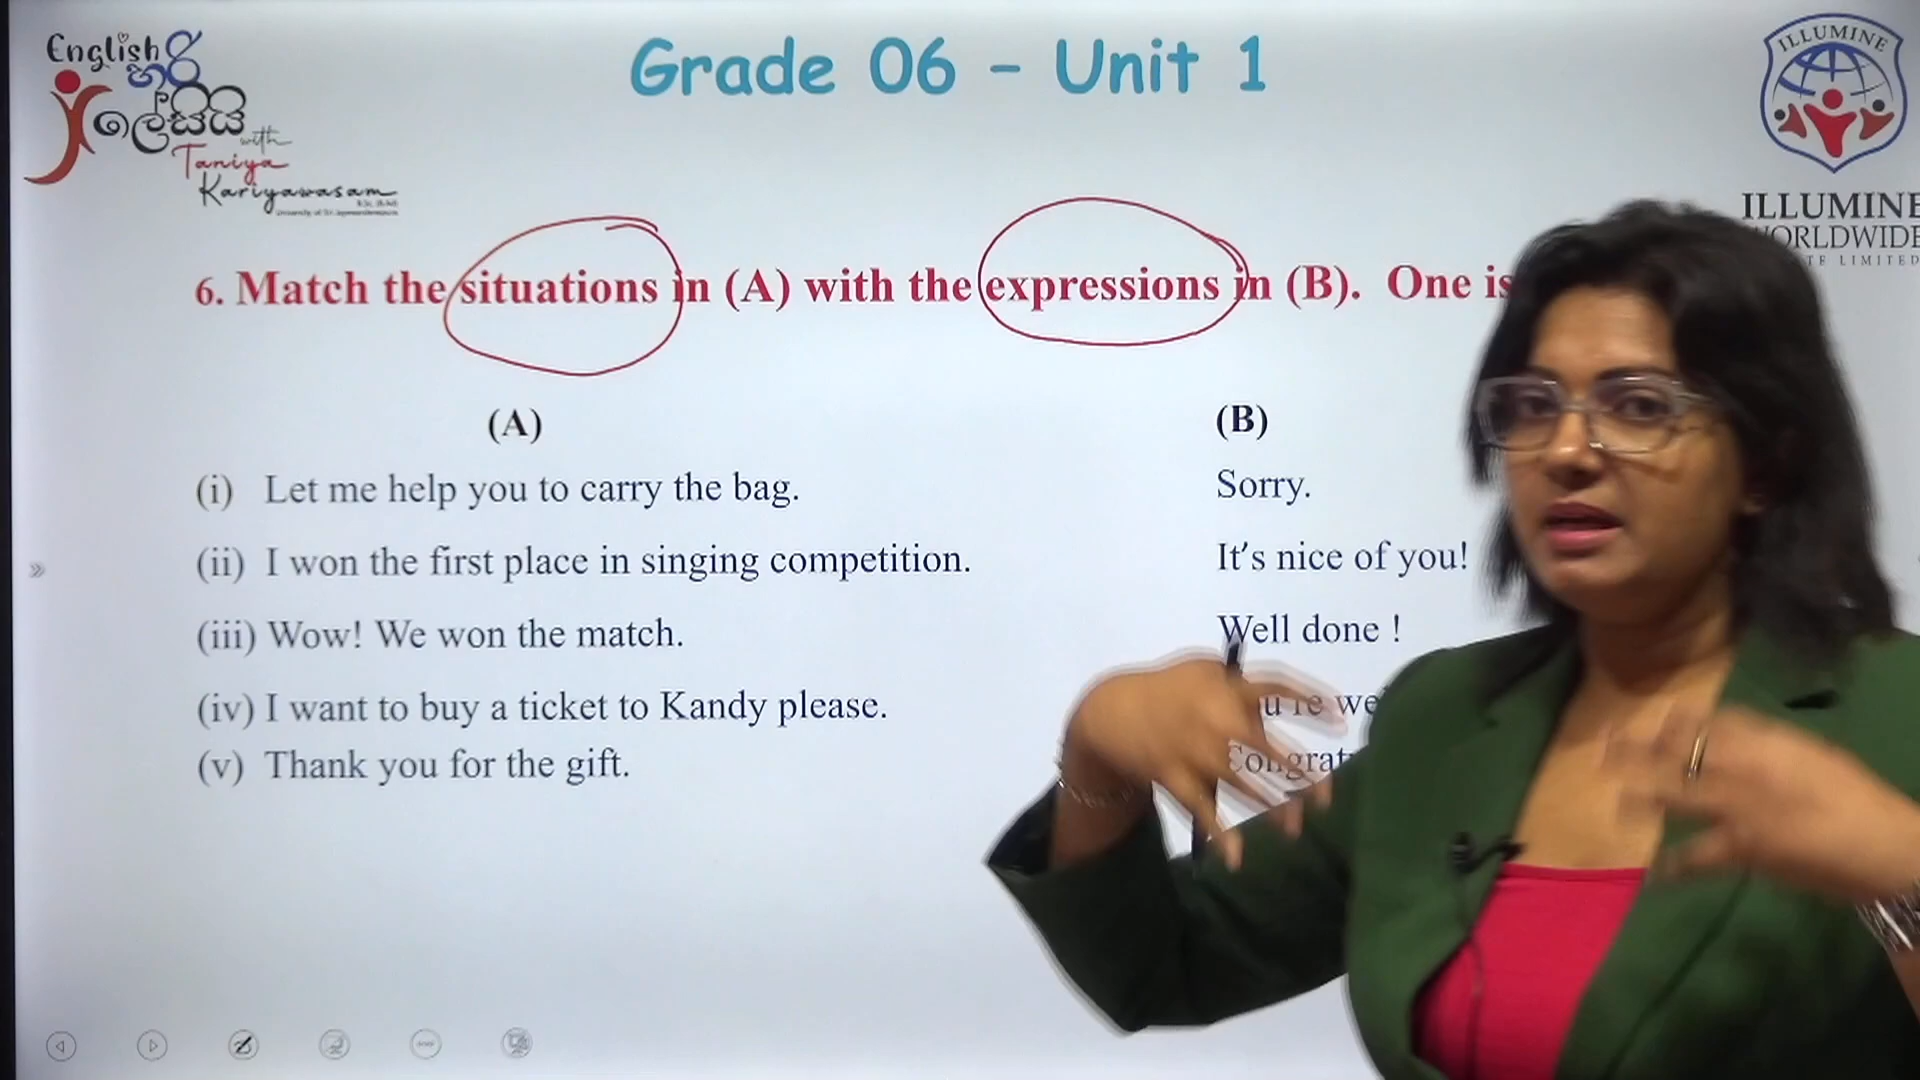 English හරි
ලේසියි
with
Taniya
Kariyawasam
Grade 06 - Unit 1
ILLUMINE
ILLUMINE
WORLDWIDE
LIMITED
6. Match the situations in (A) with the expressions in (B). One is
(A)
(B)
(i) Let me help you to carry the bag.
Sorry.
(ii) I won the first place in singing competition.
It's nice of you!
(iii) Wow! We won the match.
Well done !
(iv) I want to buy a ticket to Kandy please.
(v) Thank you for the gift.